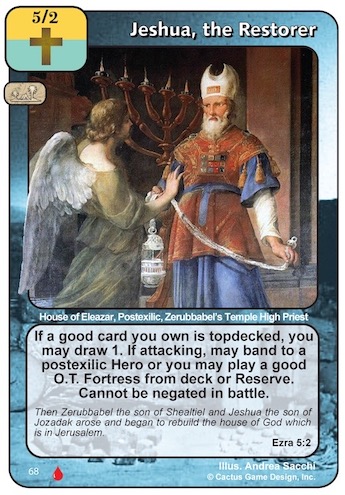 5/2
Jeshua, the Restorer
House of Eleazar, Postexilic, Zerubbabel's Temple High Priest
If a good card you own is topdecked, you
may draw 1. If attacking, may band to a
postexilic Hero or you may play a good
O.T. Fortress from deck or Reserve.
Cannot be negated in battle.
Then Zerubbabel the son of Shealtiel and Jeshua the son of
Jozadak arose and began to rebuild the house of God which
is in Jerusalem.
Ezra 5:2
Illus. Andrea Sacchi
68
© Cactus Game Design, Inc.